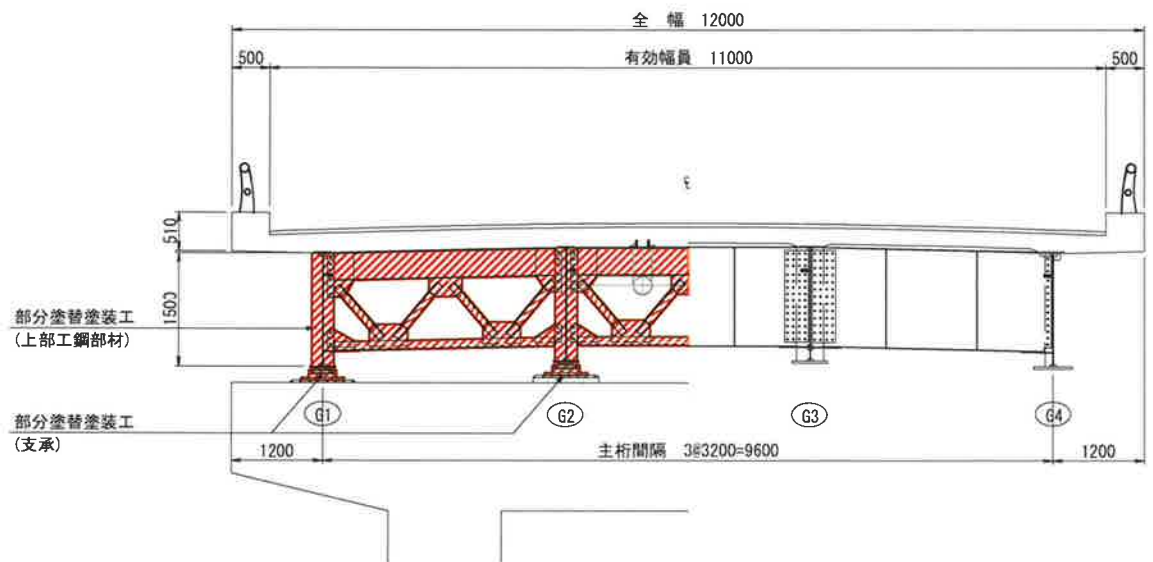 全 幅 12000
500
有効幅員 11000
500
℄
510
1500
部分塗替塗装工
(上部工鋼部材)
部分塗替塗装工
(支承)
G1
G2
G3
G4
1200
主桁間隔 3@3200=9600
1200